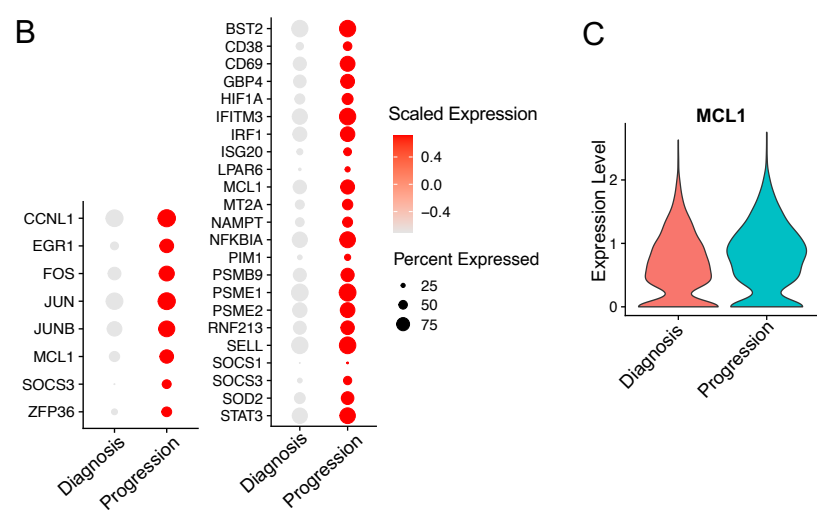 B
CCNL1
EGR1
FOS
JUN
JUNB
MCL1
SOCS3
ZFP36
Diagnosis
Progression
BST2
CD38
CD69
GBP4
HIF1A
IFITM3
IRF1
ISG20
LPAR6
MCL1
MT2A
NAMPT
NFKBIA
PIM1
PSMB9
PSME1
PSME2
RNF213
SELL
SOCS1
SOCS3
SOD2
STAT3
Diagnosis
Progression
Scaled Expression
0.4
0.0
−0.4
Percent Expressed
25
50
75
C
MCL1
Expression Level
2
1
0
Diagnosis
Progression